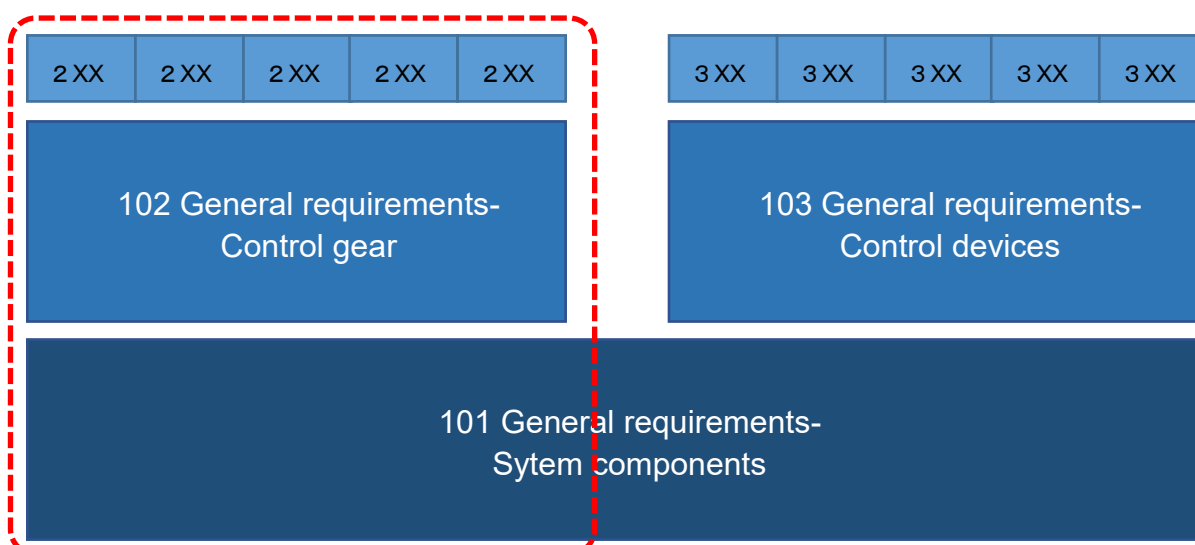 2 XX 2 XX 2 XX 2 XX 2 XX 3 XX 3 XX 3 XX 3 XX 3 XX
102 General requirements-
Control gear
103 General requirements-
Control devices
101 General requirements-
Sytem components